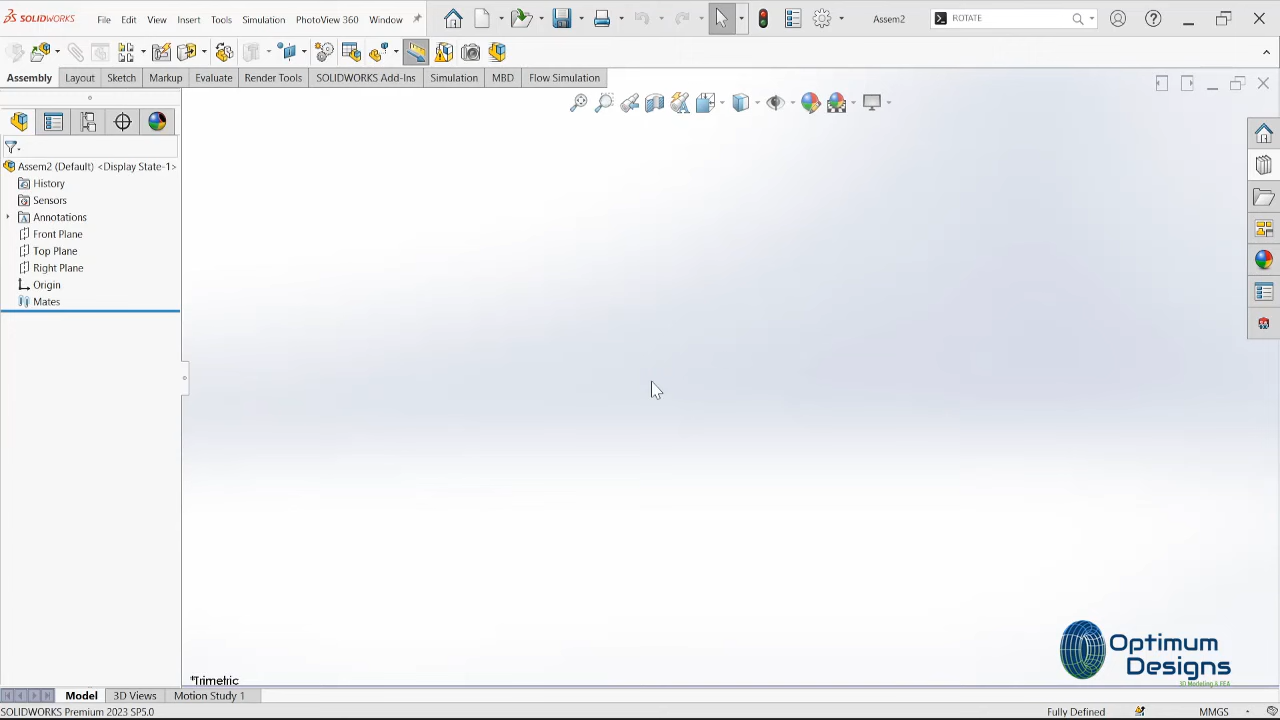 SOLIDWORKS File Edit View Insert Tools Simulation PhotoView 360 Window Assem2 ROTATE
Assembly Layout Sketch Markup Evaluate Render Tools SOLIDWORKS Add-Ins Simulation MBD Flow Simulation
Assem2 (Default) <Display State-1>
History
Sensors
Annotations
Front Plane
Top Plane
Right Plane
Origin
Mates
Optimum
Designs
3D Modeling & FEA
*Trimetric
Model 3D Views Motion Study 1
SOLIDWORKS Premium 2023 SP5.0 Fully Defined MMGS